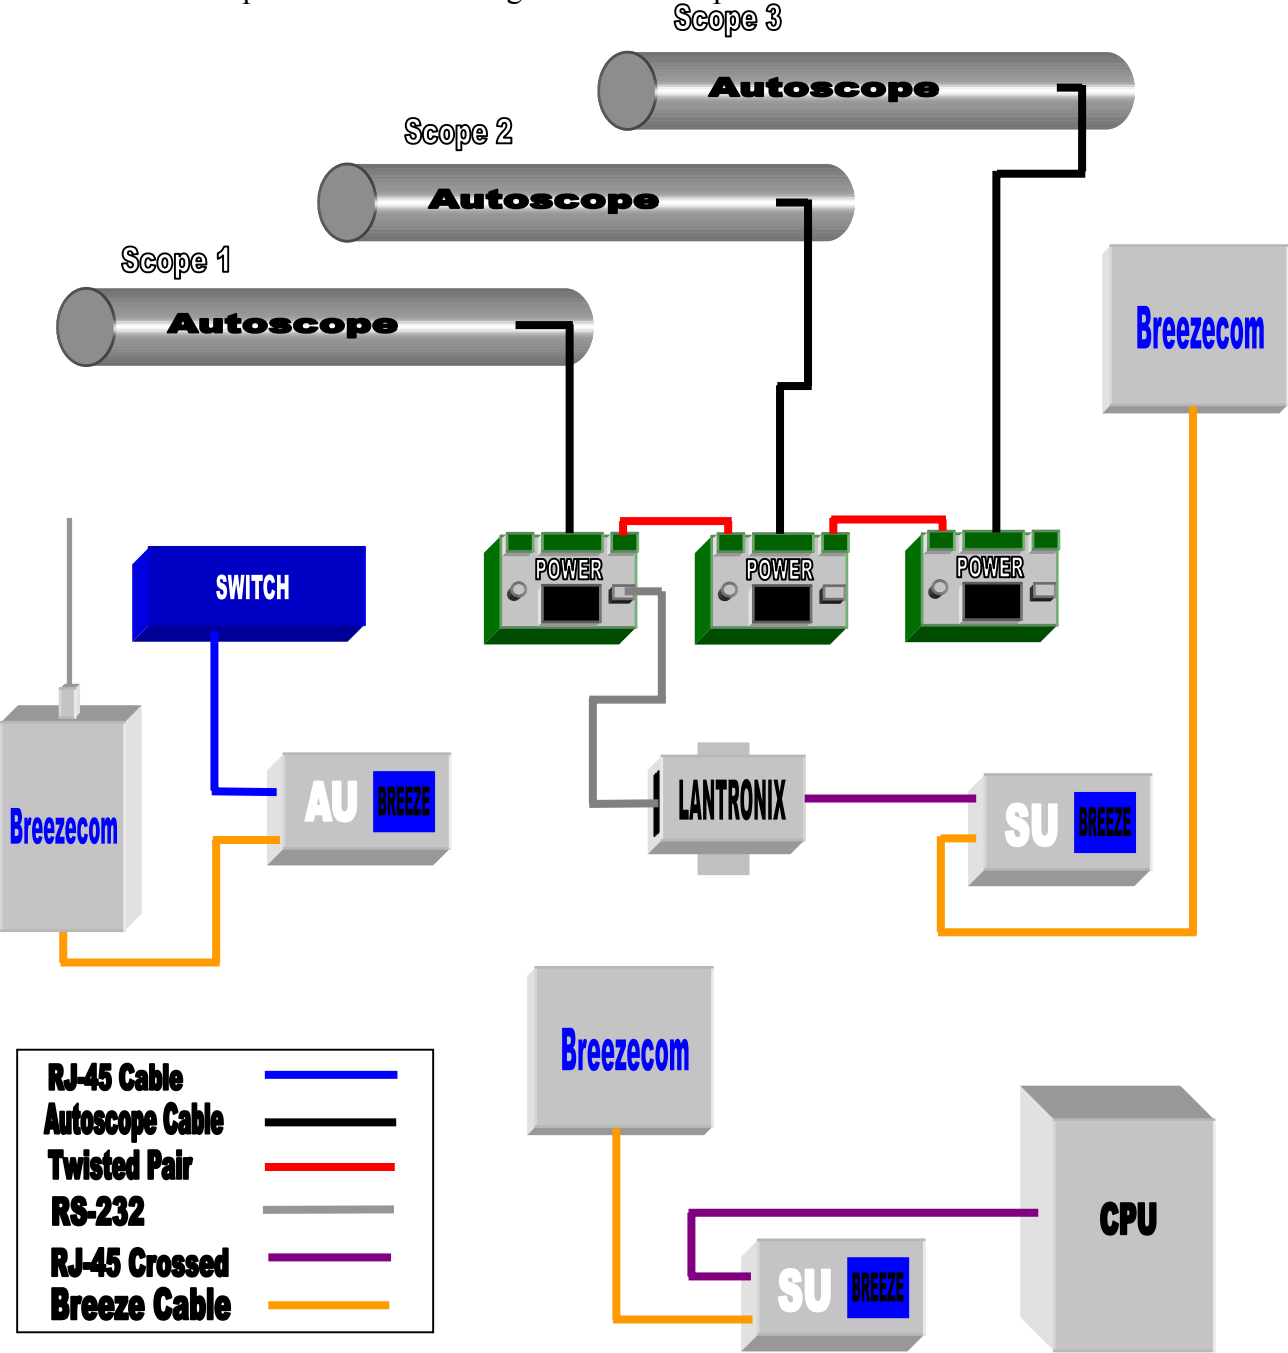 Scope 3
Autoscope
Scope 2
Autoscope
Scope 1
Autoscope
Breezecom
POWER
POWER
POWER
SWITCH
Breezecom
AU BREEZE
LANTRONIX
SU BREEZE
Breezecom
RJ-45 Cable
Autoscope Cable
Twisted Pair
RS-232
RJ-45 Crossed
Breeze Cable
CPU
SU BREEZE